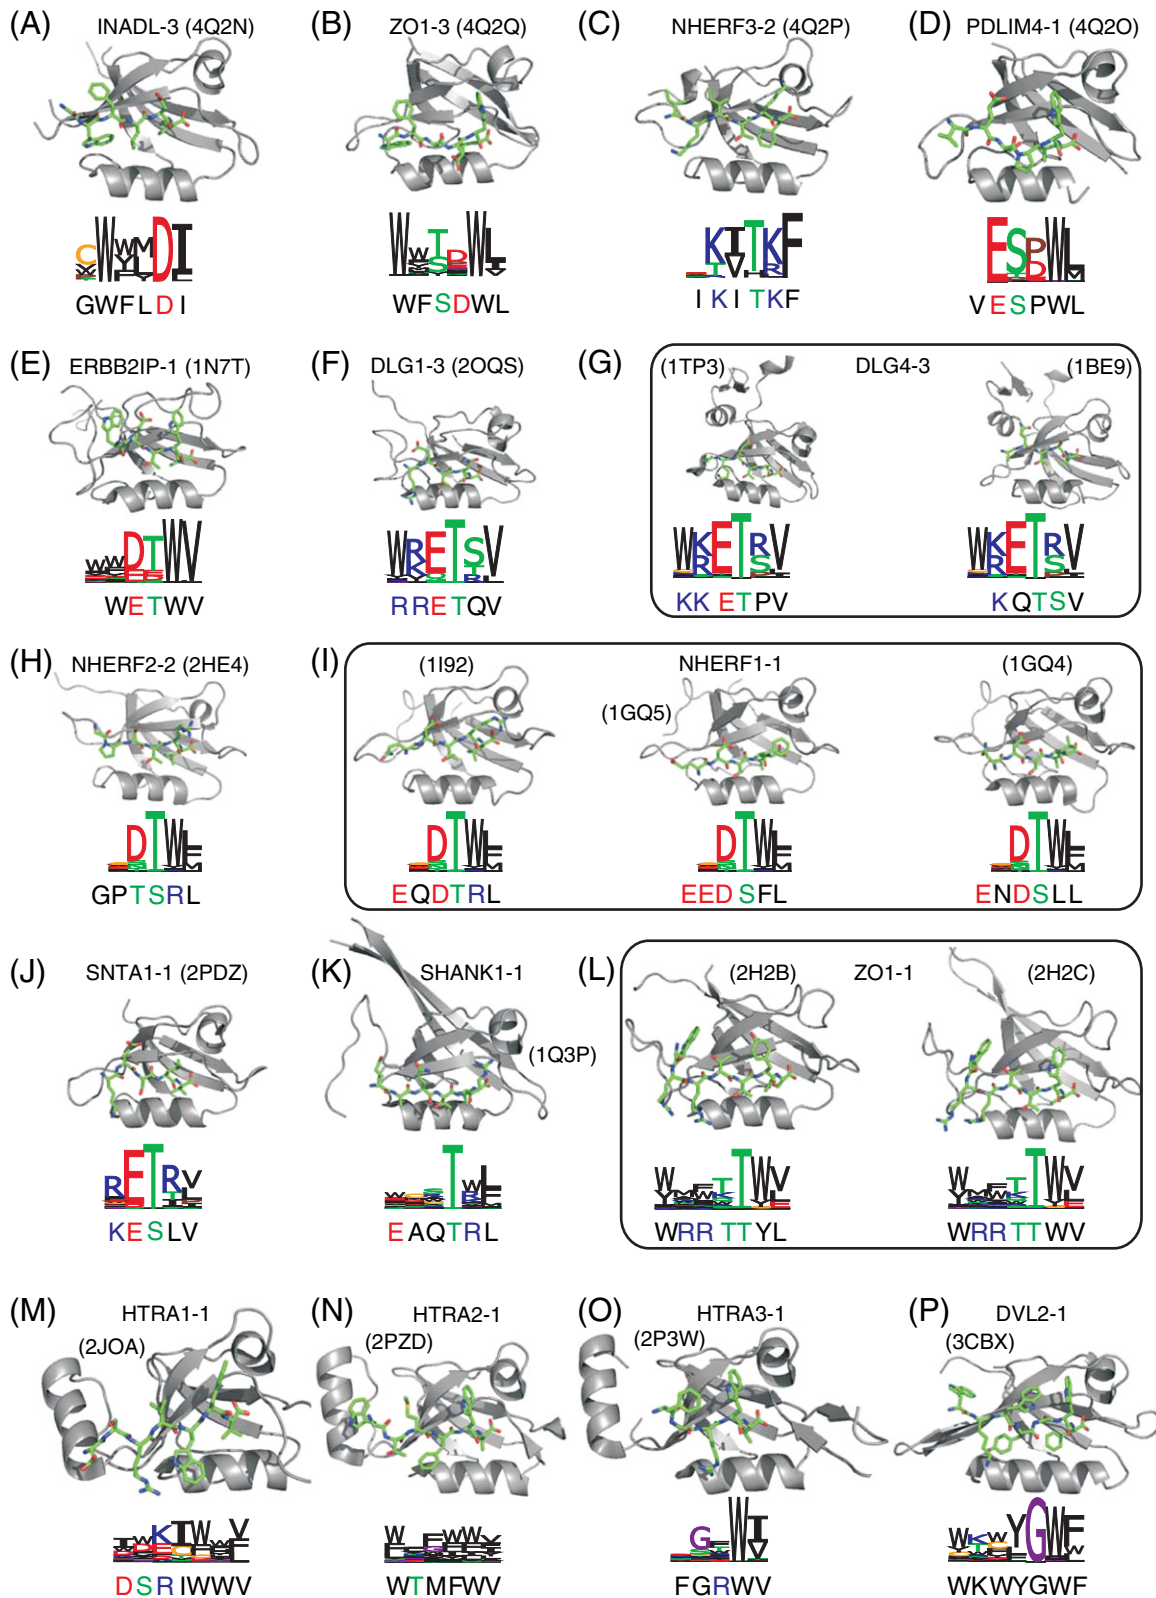 (A) INADL-3 (4Q2N)
(B) ZO1-3 (4Q2Q)
(C) NHERF3-2 (4Q2P)
(D) PDLIM4-1 (4Q2O)
GWFLDI
WFSDWL
IKITKF
VESPWL
(E) ERBB2IP-1 (1N7T)
(F) DLG1-3 (2OQS)
(G) (1TP3) DLG4-3 (1BE9)
WETWV
RRETQV
KKETPV
KQTSV
(H) NHERF2-2 (2HE4)
(I) (1I92) NHERF1-1 (1GQ4)
(1GQ5)
GPTSRL
EQDTRL
EEDSFL
ENDSLL
(J) SNTA1-1 (2PDZ)
(K) SHANK1-1
(1Q3P)
(L) (2H2B) ZO1-1 (2H2C)
KESLV
EAQTRL
WRRTTYL
WRRTTWV
(M) HTRA1-1
(2JOA)
(N) HTRA2-1
(2PZD)
(O) HTRA3-1
(2P3W)
(P) DVL2-1
(3CBX)
DSRIWWV
WTMFWV
FGRWV
WKWYGWF